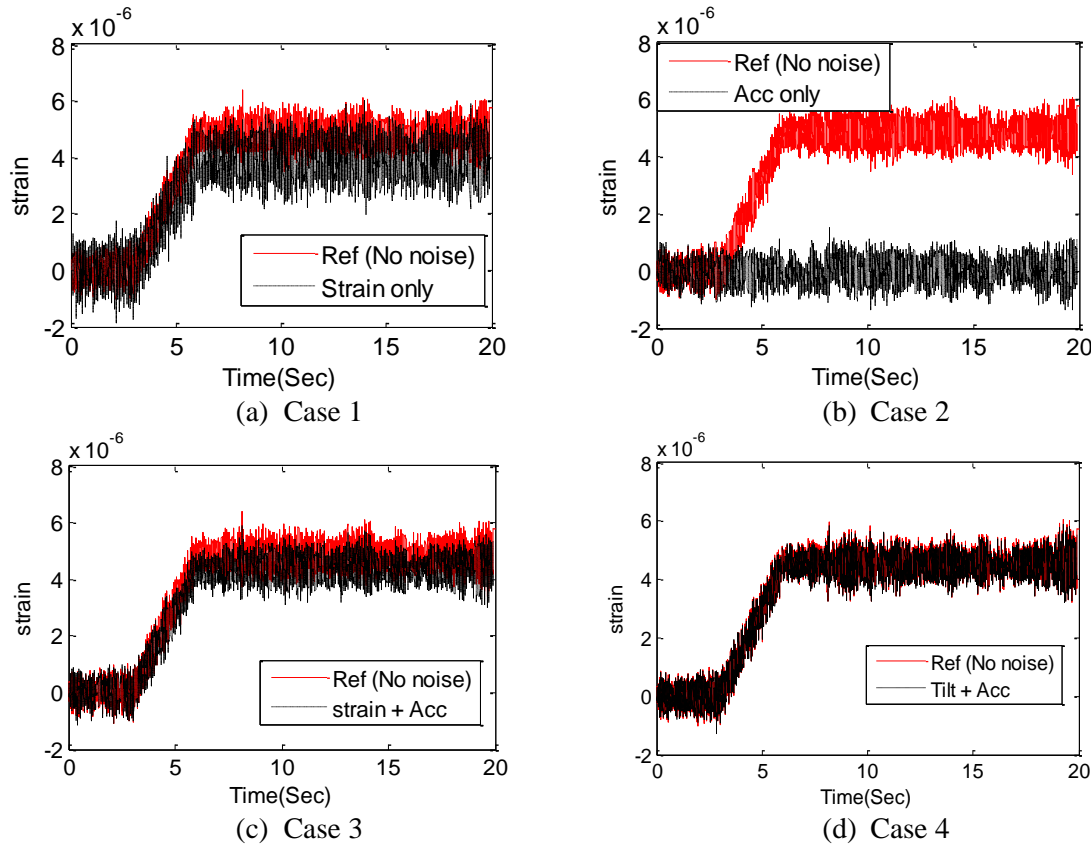 x 10-6
8
6
4
2
0
-2
strain
Ref (No noise)
Strain only
0 5 10 15 20
Time(Sec)
(a) Case 1
x 10-6
8
6
4
2
0
-2
strain
Ref (No noise)
Acc only
0 5 10 15 20
Time(Sec)
(b) Case 2
x 10-6
8
6
4
2
0
-2
strain
Ref (No noise)
strain + Acc
0 5 10 15 20
Time(Sec)
(c) Case 3
x 10-6
8
6
4
2
0
-2
strain
Ref (No noise)
Tilt + Acc
0 5 10 15 20
Time(Sec)
(d) Case 4